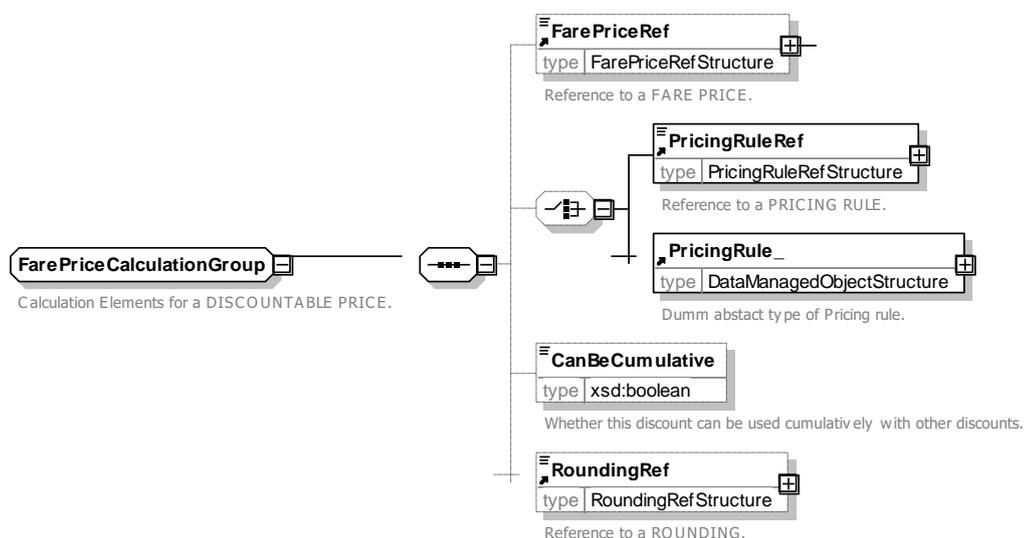 FarePriceRef
type FarePriceRefStructure
Reference to a FARE PRICE.
PricingRuleRef
type PricingRuleRefStructure
Reference to a PRICING RULE.
FarePriceCalculationGroup
Calculation Elements for a DISCOUNTABLE PRICE.
PricingRule_
type DataManagedObjectStructure
Dumm abstact type of Pricing rule.
CanBeCumulative
type xsd:boolean
Whether this discount can be used cumulatively with other discounts.
RoundingRef
type RoundingRefStructure
Reference to a ROUNDING.